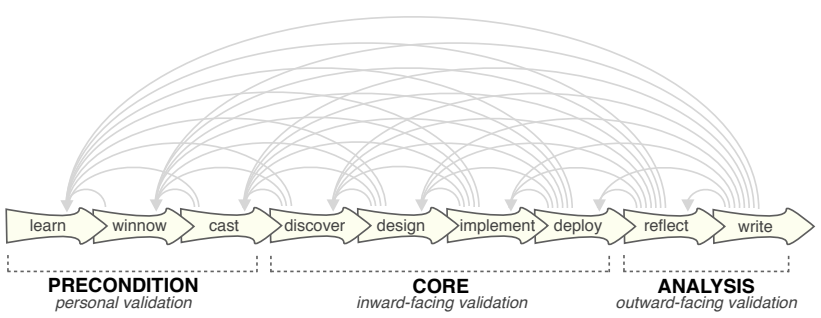 learn winnow cast discover design implement deploy reflect write
PRECONDITION CORE ANALYSIS
personal validation inward-facing validation outward-facing validation